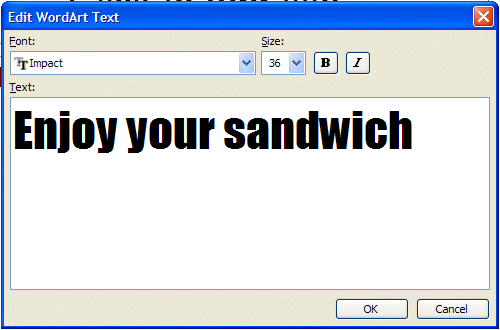 Edit WordArt Text
Font: Size:
Impact 36 B I
Text:
Enjoy your sandwich
OK Cancel